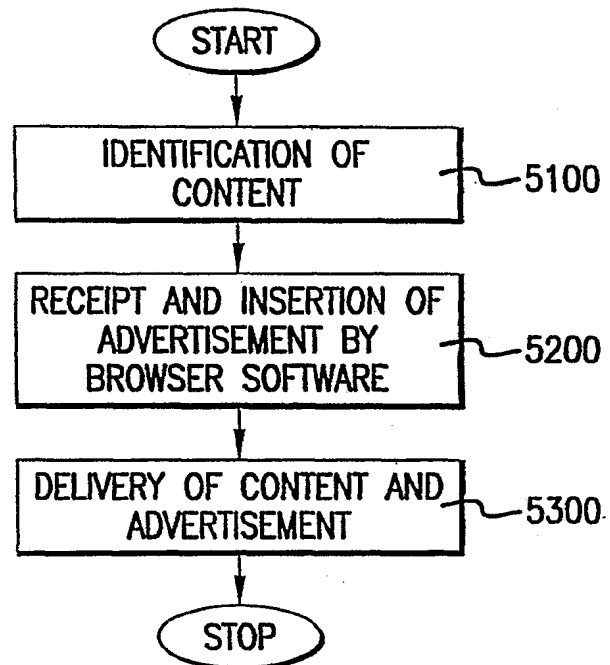 START
IDENTIFICATION OF
CONTENT
5100
RECEIPT AND INSERTION OF
ADVERTISEMENT BY
BROWSER SOFTWARE
5200
DELIVERY OF CONTENT AND
ADVERTISEMENT
5300
STOP